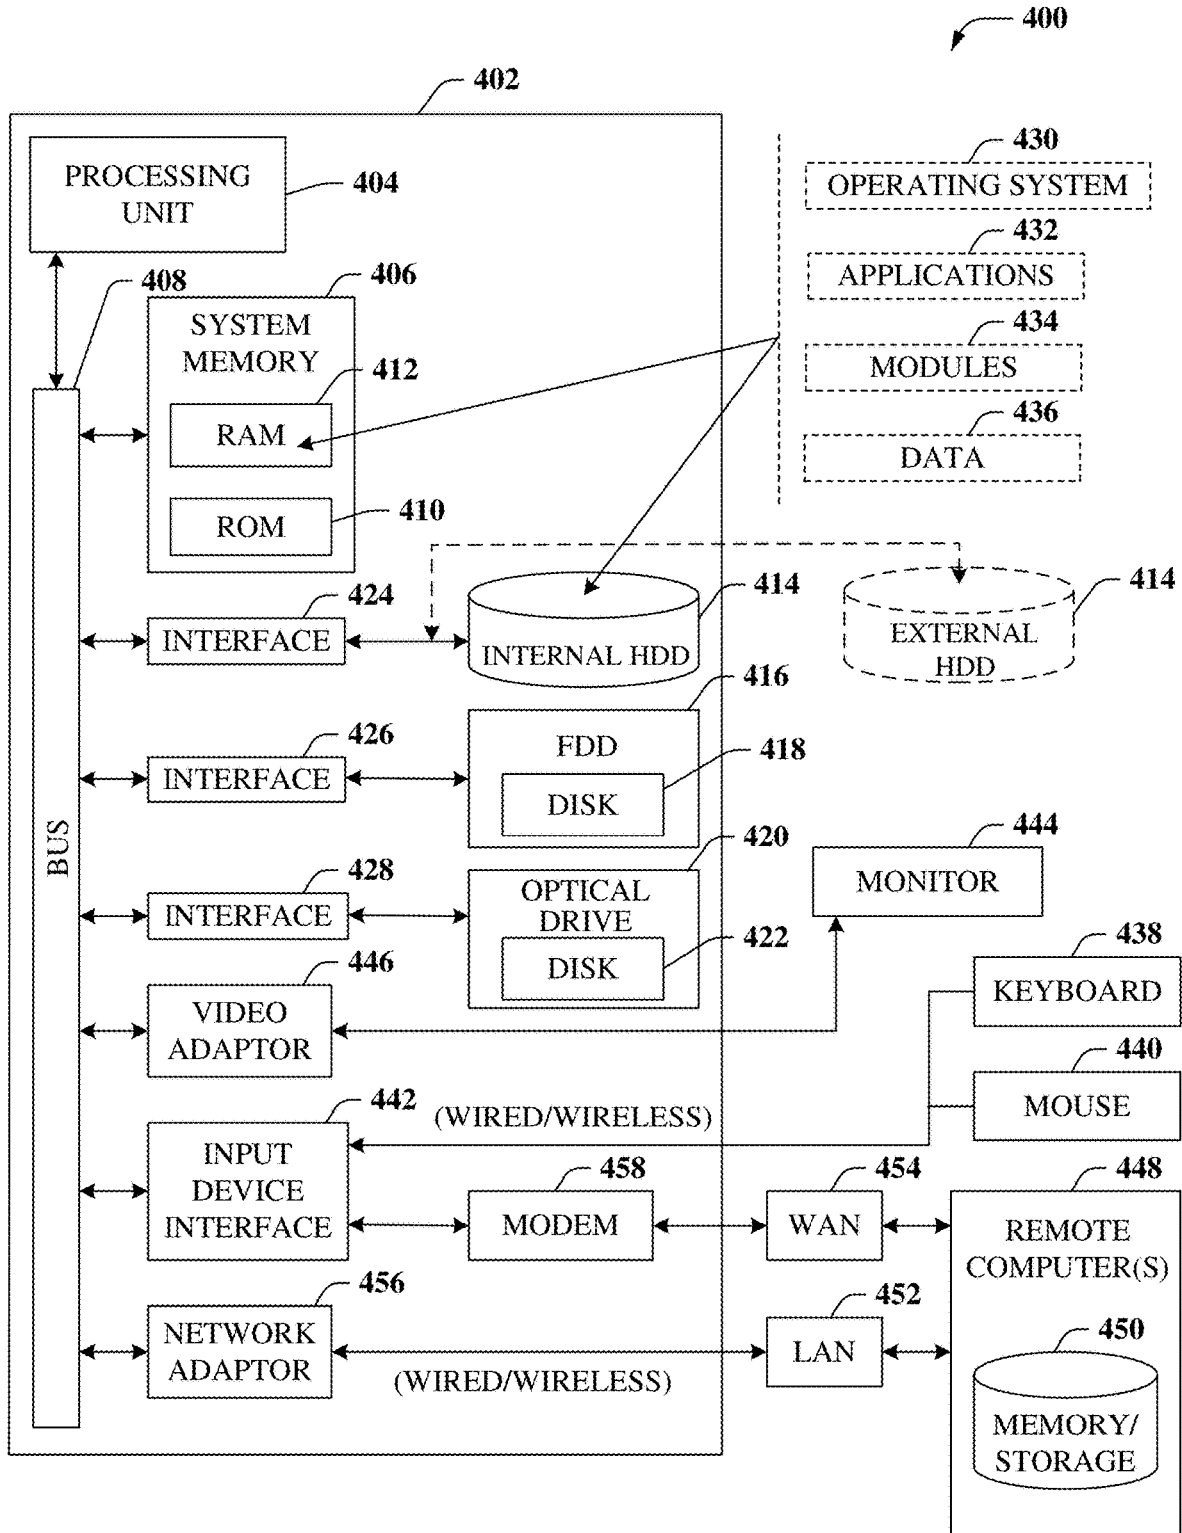 400
402
PROCESSING
UNIT
404
430
OPERATING SYSTEM
432
APPLICATIONS
434
MODULES
436
DATA
408
406
SYSTEM
MEMORY
412
RAM
410
ROM
424
INTERFACE
414
INTERNAL HDD
414
EXTERNAL
HDD
416
426
INTERFACE
FDD
418
DISK
BUS
420
428
INTERFACE
OPTICAL
DRIVE
422
DISK
444
MONITOR
446
VIDEO
ADAPTOR
438
KEYBOARD
440
MOUSE
442
(WIRED/WIRELESS)
INPUT
DEVICE
INTERFACE
458
MODEM
454
WAN
448
REMOTE
COMPUTER(S)
456
NETWORK
ADAPTOR
(WIRED/WIRELESS)
452
LAN
450
MEMORY/
STORAGE